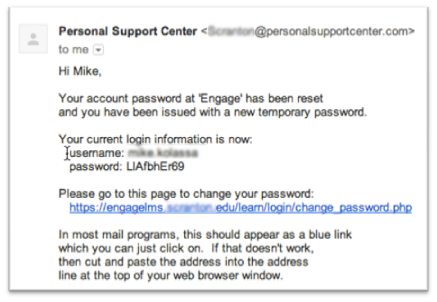 Personal Support Center <@personalsupportcenter.com>
to me
Hi Mike,
Your account password at 'Engage' has been reset
and you have been issued with a new temporary password.
Your current login information is now:
username:
password: LlAfbhEr69
Please go to this page to change your password:
https://engagelms..edu/learn/login/change_password.php
In most mail programs, this should appear as a blue link
which you can just click on. If that doesn't work,
then cut and paste the address into the address
line at the top of your web browser window.